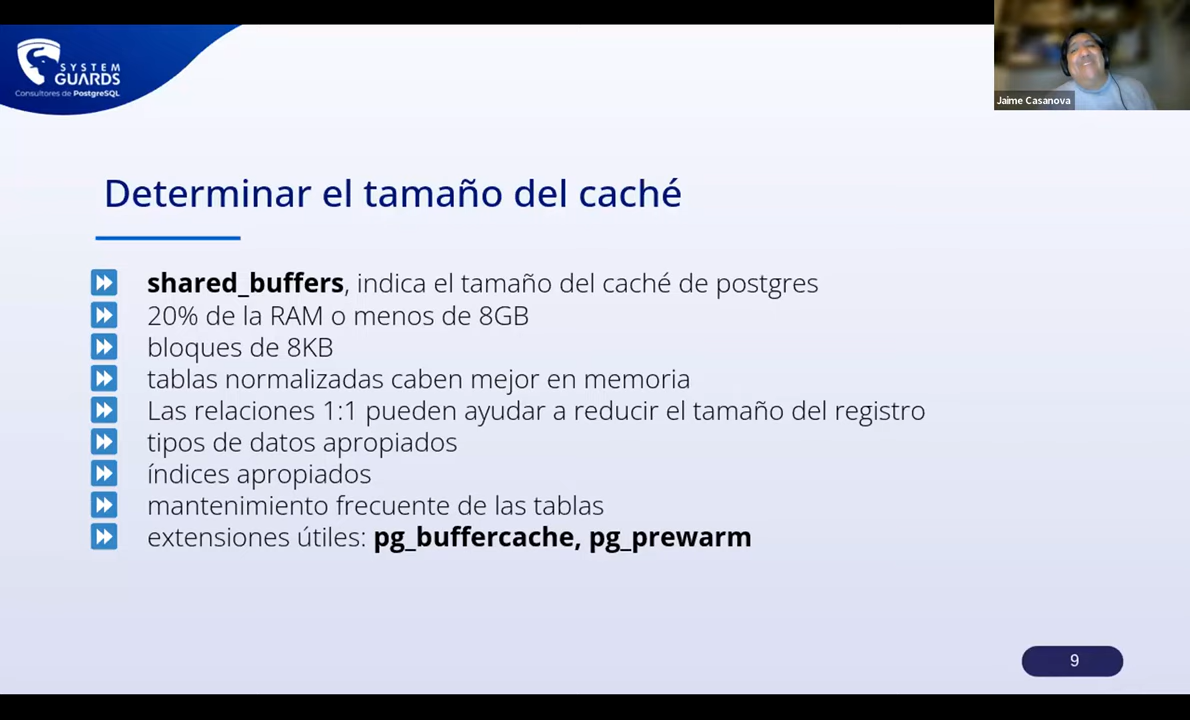 SYSTEM
GUARDS
Consultores de PostgreSQL
Jaime Casanova
Determinar el tamaño del caché
shared_buffers, indica el tamaño del caché de postgres
20% de la RAM o menos de 8GB
bloques de 8KB
tablas normalizadas caben mejor en memoria
Las relaciones 1:1 pueden ayudar a reducir el tamaño del registro
tipos de datos apropiados
índices apropiados
mantenimiento frecuente de las tablas
extensiones útiles: pg_buffercache, pg_prewarm
9